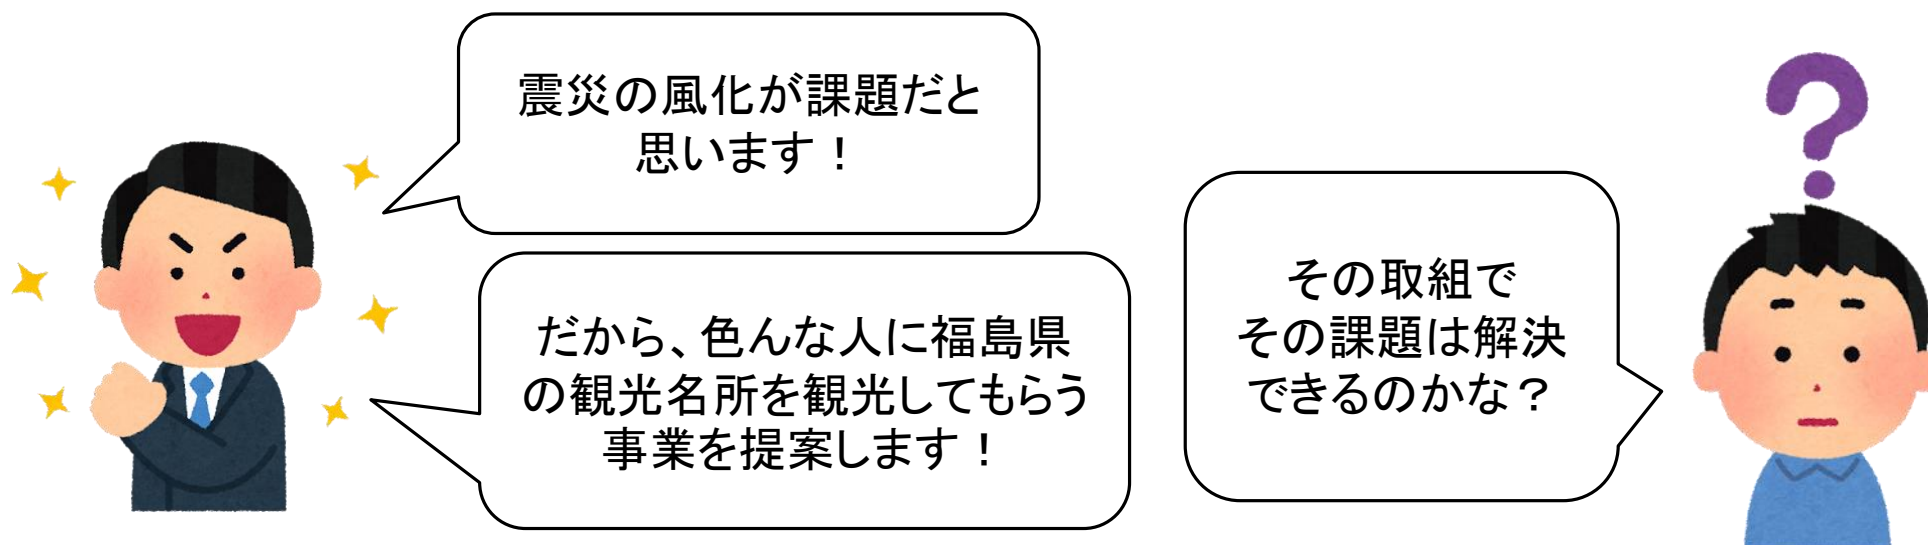 震災の風化が課題だと
思います！
だから、色んな人に福島県
の観光名所を観光してもらう
事業を提案します！
その取組で
その課題は解決
できるのかな？
?